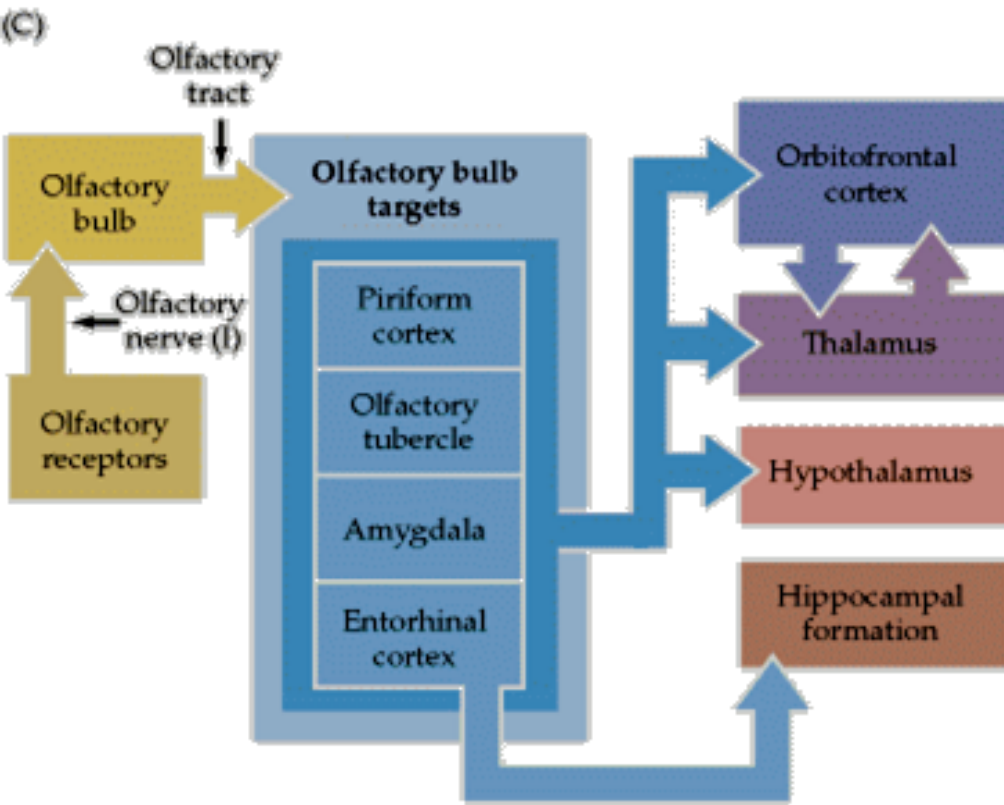 (C)
Olfactory
tract
Olfactory
bulb
Olfactory
nerve (I)
Olfactory
receptors
Olfactory bulb
targets
Piriform
cortex
Olfactory
tubercle
Amygdala
Entorhinal
cortex
Orbitofrontal
cortex
Thalamus
Hypothalamus
Hippocampal
formation